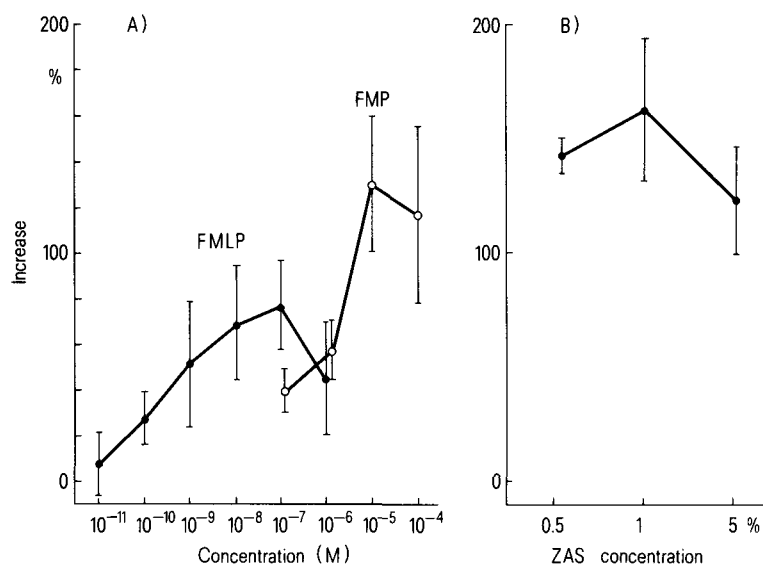 A)
B)
200
%
100
0
Increase
FMLP
FMP
10⁻¹¹ 10⁻¹⁰ 10⁻⁹ 10⁻⁸ 10⁻⁷ 10⁻⁶ 10⁻⁵ 10⁻⁴
Concentration (M)
200
100
0
0.5 1 5 %
ZAS concentration